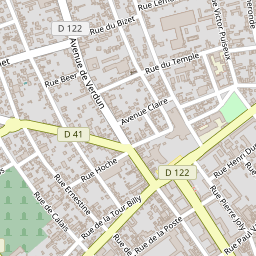 Rue du Bizet
D 122
Rue Victor Puiseux
Rue du Temple
Rue Beer
Avenue de Verdun
Avenue Claire
D 41
Rue Hoche
D 122
Rue Ernestine
Rue de Calais
Rue de la Tour Billy
Rue de la Poste
Rue Pierre Joly